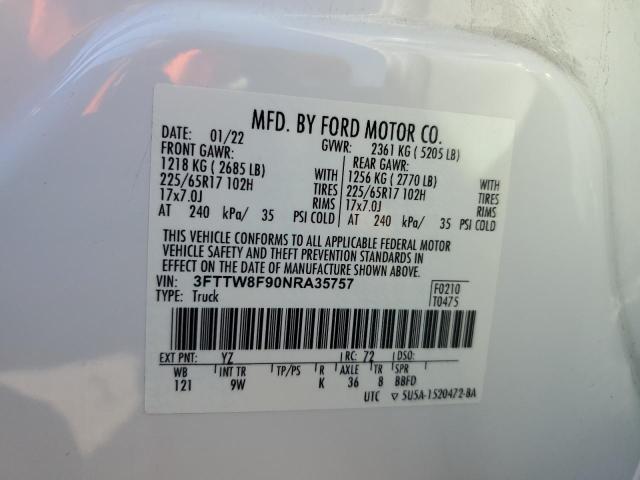 MFD. BY FORD MOTOR CO.
DATE: 01/22 GVWR: 2361 KG ( 5205 LB)
FRONT GAWR: REAR GAWR:
1218 KG ( 2685 LB) WITH 1256 KG ( 2770 LB) WITH
225/65R17 102H TIRES 225/65R17 102H TIRES
17x7.0J RIMS 17x7.0J RIMS
AT 240 kPa/ 35 PSI COLD AT 240 kPa/ 35 PSI COLD
THIS VEHICLE CONFORMS TO ALL APPLICABLE FEDERAL MOTOR
VEHICLE SAFETY AND THEFT PREVENTION STANDARDS IN
EFFECT ON THE DATE OF MANUFACTURE SHOWN ABOVE.
VIN: 3FTTW8F90NRA35757 F0210
TYPE: Truck T0475
EXT PNT: YZ RC: 72 DSO:
WB INT TR TP/PS R AXLE TR SPR
121 9W K 36 8 BBFD
UTC ▽ 5U5A-1520472-BA